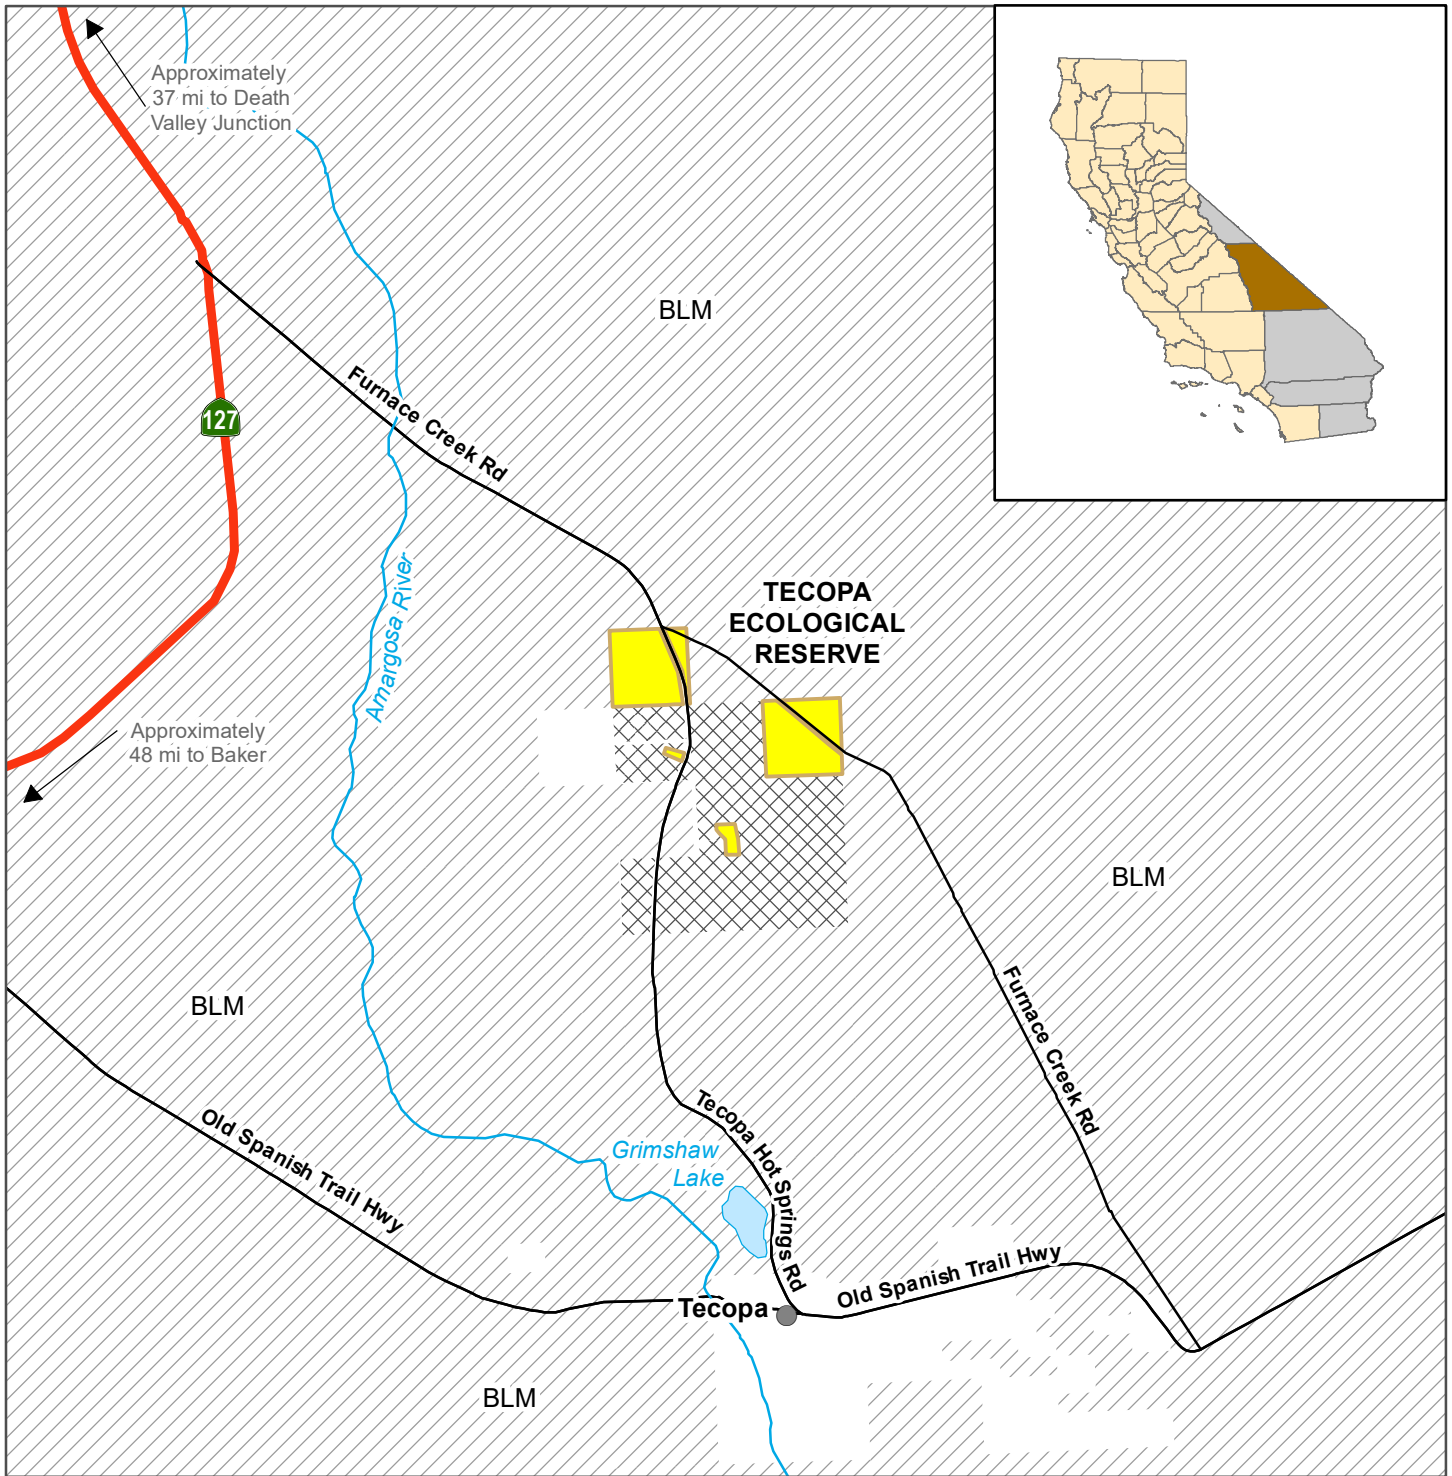 Approximately
37 mi to Death
Valley Junction
BLM
Furnace Creek Rd
127
Amargosa River
TECOPA
ECOLOGICAL
RESERVE
Approximately
48 mi to Baker
BLM
BLM
Furnace Creek Rd
Old Spanish Trail Hwy
Tecopa Hot Springs Rd
Grimshaw
Lake
Old Spanish Trail Hwy
Tecopa
BLM